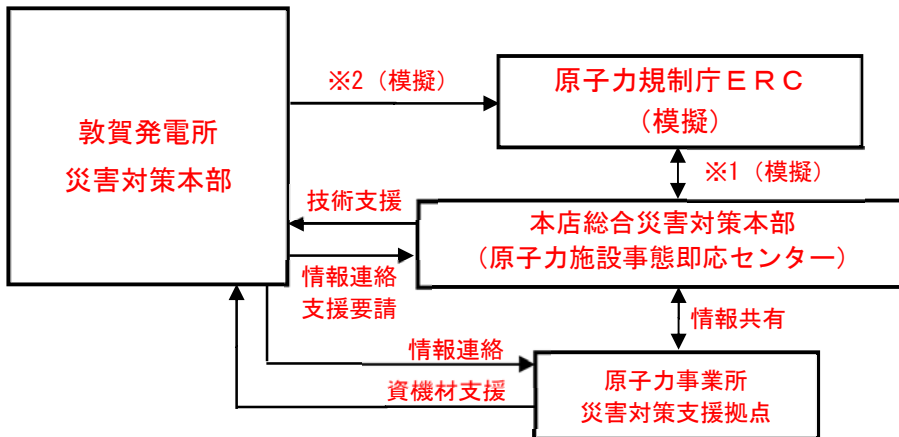 ※2（模擬）
原子力規制庁ＥＲＣ
（模擬）
敦賀発電所
災害対策本部
※1（模擬）
技術支援
本店総合災害対策本部
（原子力施設事態即応センター）
情報連絡
支援要請
情報共有
情報連絡
資機材支援
原子力事業所
災害対策支援拠点